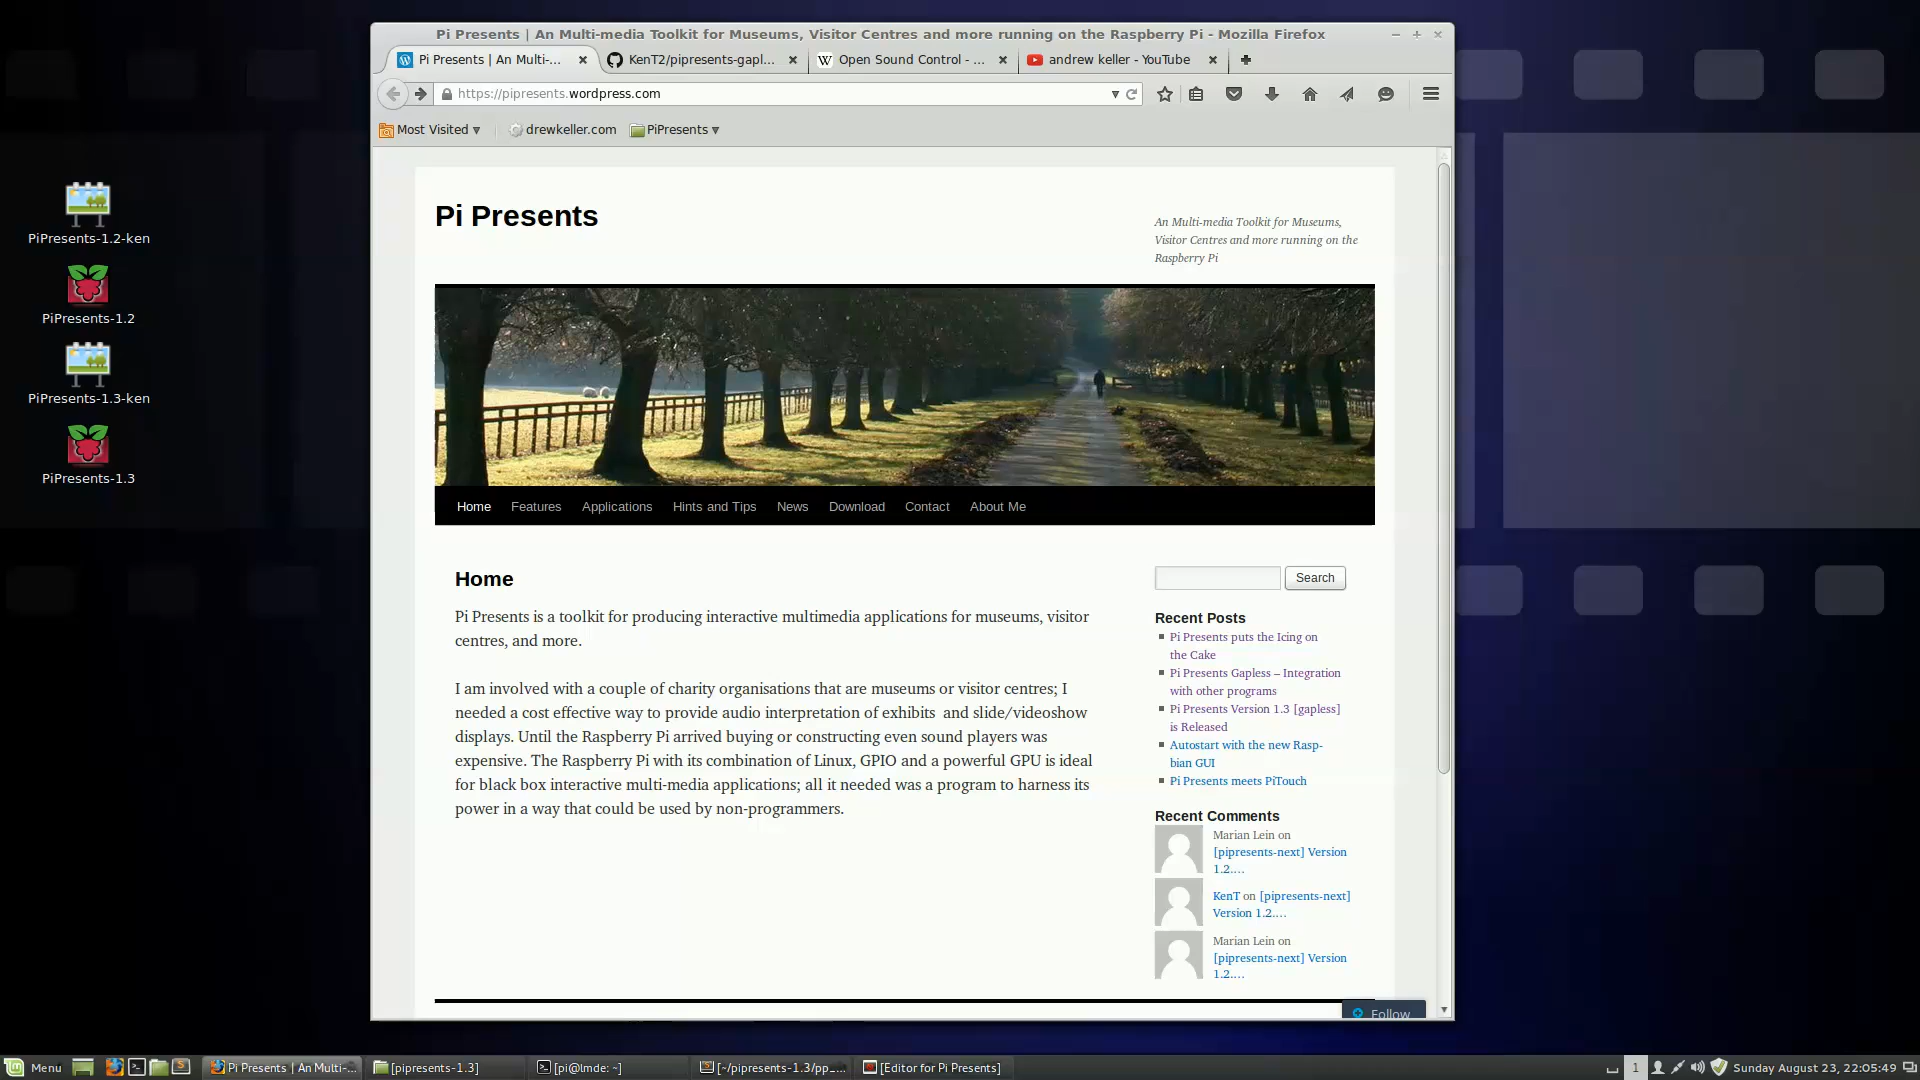 Pi Presents | An Multi-media Toolkit for Museums, Visitor Centres and more running on the Raspberry Pi - Mozilla Firefox
Pi Presents | An Multi-...
KenT2/pipresents-gapl...
Open Sound Control - ...
andrew keller - YouTube
https://pipresents.wordpress.com
Most Visited
drewkeller.com
PiPresents
PiPresents-1.2-ken
PiPresents-1.2
PiPresents-1.3-ken
PiPresents-1.3
Pi Presents
An Multi-media Toolkit for Museums,
Visitor Centres and more running on the
Raspberry Pi
Home Features Applications Hints and Tips News Download Contact About Me
Home
Pi Presents is a toolkit for producing interactive multimedia applications for museums, visitor
centres, and more.
I am involved with a couple of charity organisations that are museums or visitor centres; I
needed a cost effective way to provide audio interpretation of exhibits and slide/videoshow
displays. Until the Raspberry Pi arrived buying or constructing even sound players was
expensive. The Raspberry Pi with its combination of Linux, GPIO and a powerful GPU is ideal
for black box interactive multi-media applications; all it needed was a program to harness its
power in a way that could be used by non-programmers.
Search
Recent Posts
Pi Presents puts the Icing on
the Cake
Pi Presents Gapless – Integration
with other programs
Pi Presents Version 1.3 [gapless]
is Released
Autostart with the new Rasp-
bian GUI
Pi Presents meets PiTouch
Recent Comments
Marian Lein on
[pipresents-next] Version
1.2.…
KenT on [pipresents-next]
Version 1.2.…
Marian Lein on
[pipresents-next] Version
1.2.…
Follow
Menu
Pi Presents | An Multi-...
[pipresents-1.3]
[pi@lmde: ~]
[~/pipresents-1.3/pp_...
[Editor for Pi Presents]
1
Sunday August 23, 22:05:49